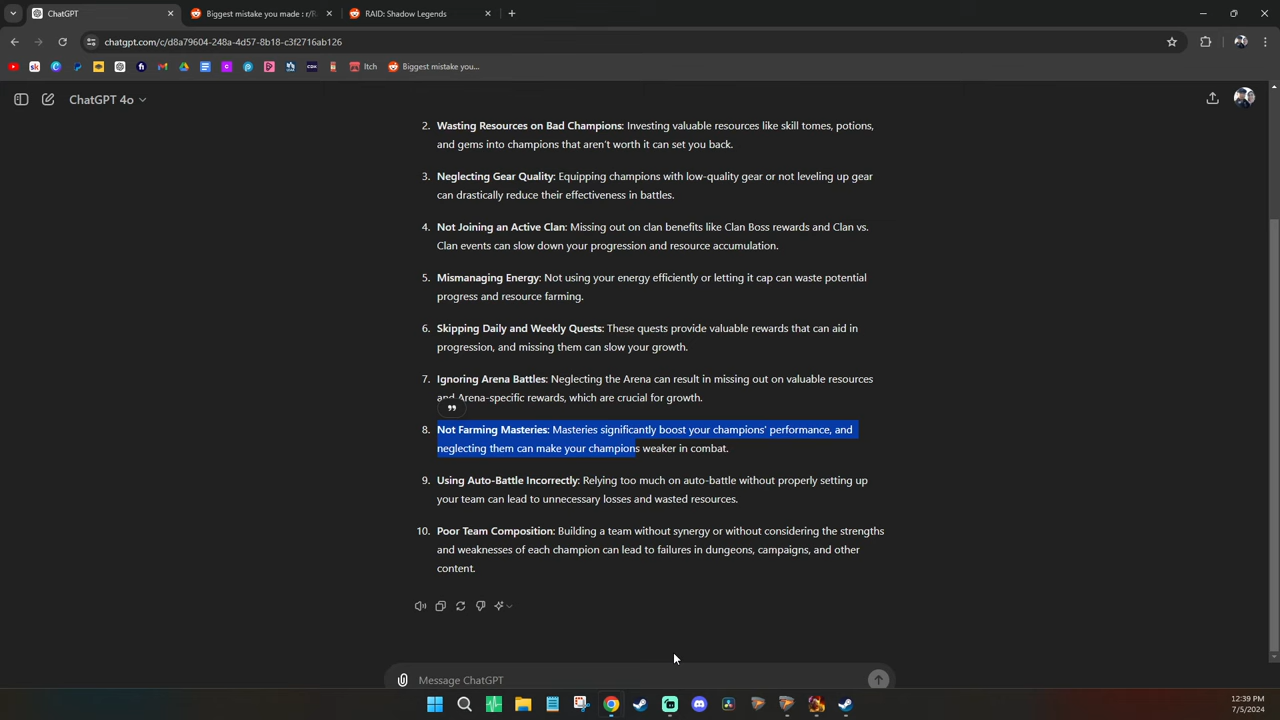 ChatGPT
Biggest mistake you made : r/R
RAID: Shadow Legends
chatgpt.com/c/d8a79604-248a-4d57-8b18-c3f2716ab126
Itch
Biggest mistake you...
ChatGPT 4o
2. Wasting Resources on Bad Champions: Investing valuable resources like skill tomes, potions,
and gems into champions that aren't worth it can set you back.
3. Neglecting Gear Quality: Equipping champions with low-quality gear or not leveling up gear
can drastically reduce their effectiveness in battles.
4. Not Joining an Active Clan: Missing out on clan benefits like Clan Boss rewards and Clan vs.
Clan events can slow down your progression and resource accumulation.
5. Mismanaging Energy: Not using your energy efficiently or letting it cap can waste potential
progress and resource farming.
6. Skipping Daily and Weekly Quests: These quests provide valuable rewards that can aid in
progression, and missing them can slow your growth.
7. Ignoring Arena Battles: Neglecting the Arena can result in missing out on valuable resources
and Arena-specific rewards, which are crucial for growth.
8. Not Farming Masteries: Masteries significantly boost your champions' performance, and
neglecting them can make your champions weaker in combat.
9. Using Auto-Battle Incorrectly: Relying too much on auto-battle without properly setting up
your team can lead to unnecessary losses and wasted resources.
10. Poor Team Composition: Building a team without synergy or without considering the strengths
and weaknesses of each champion can lead to failures in dungeons, campaigns, and other
content.
Message ChatGPT
12:39 PM
7/5/2024